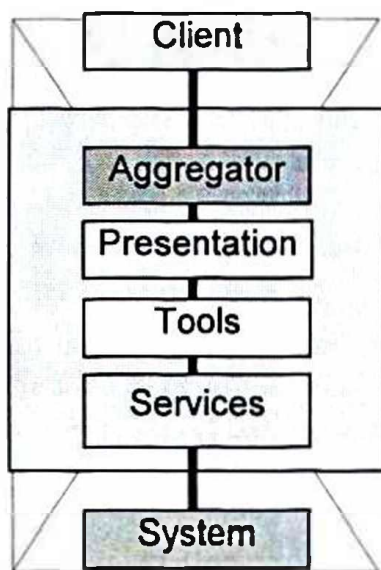 Client
Aggregator
Presentation
Tools
Services
System